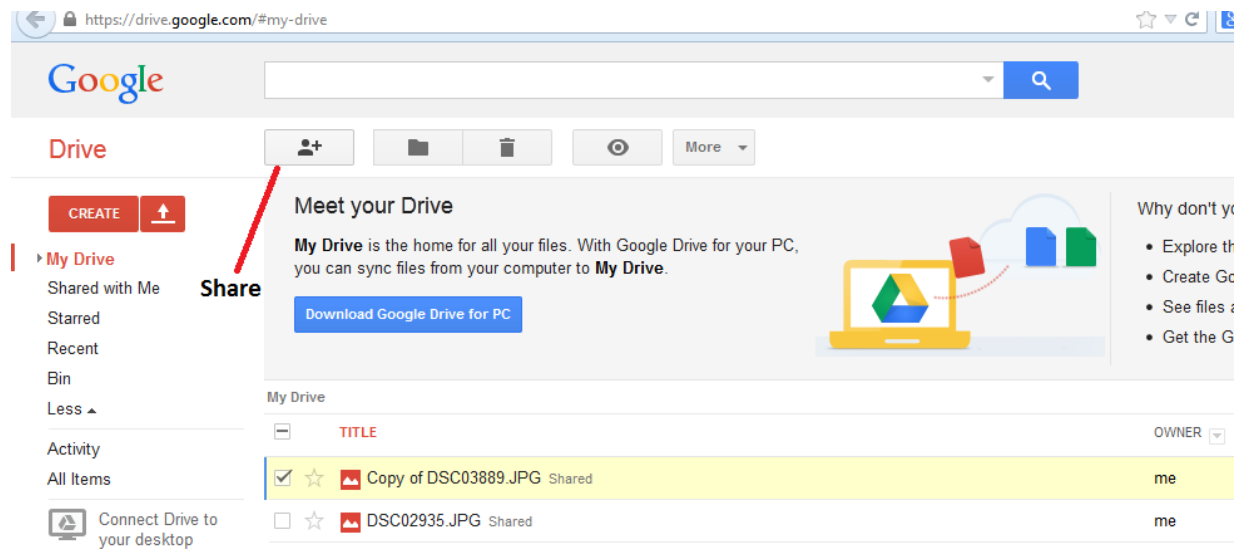 https://drive.google.com/#my-drive
Google
Drive
More
CREATE
My Drive
Shared with Me
Starred
Recent
Bin
Less
Activity
All Items
Connect Drive to
your desktop
Share
Meet your Drive
My Drive is the home for all your files. With Google Drive for your PC,
you can sync files from your computer to My Drive.
Download Google Drive for PC
Why don't
Explore
Create
See files
Get the
My Drive
TITLE OWNER
Copy of DSC03889.JPG Shared me
DSC02935.JPG Shared me